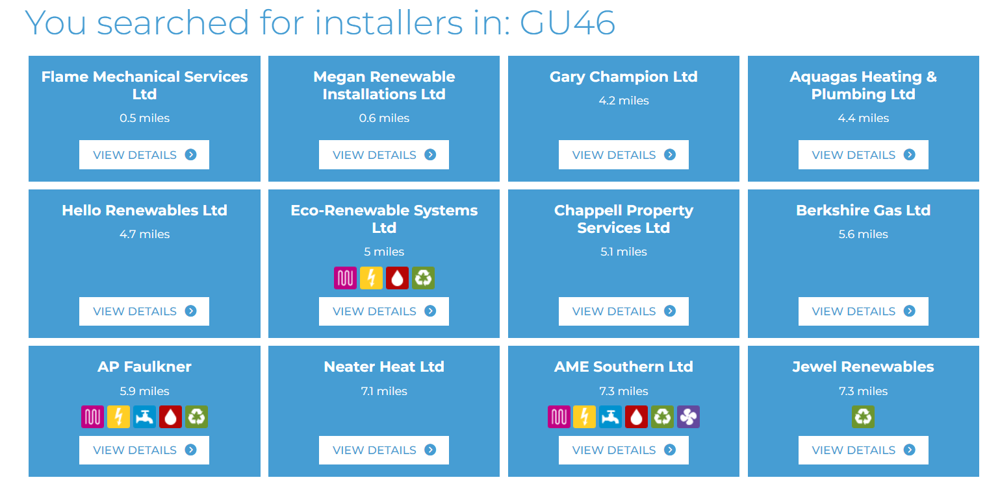 You searched for installers in: GU46
Flame Mechanical Services
Ltd
0.5 miles
VIEW DETAILS
Megan Renewable
Installations Ltd
0.6 miles
VIEW DETAILS
Gary Champion Ltd
4.2 miles
VIEW DETAILS
Aquagas Heating &
Plumbing Ltd
4.4 miles
VIEW DETAILS
Hello Renewables Ltd
4.7 miles
VIEW DETAILS
Eco-Renewable Systems
Ltd
5 miles
VIEW DETAILS
Chappell Property
Services Ltd
5.1 miles
VIEW DETAILS
Berkshire Gas Ltd
5.6 miles
VIEW DETAILS
AP Faulkner
5.9 miles
VIEW DETAILS
Neater Heat Ltd
7.1 miles
VIEW DETAILS
AME Southern Ltd
7.3 miles
VIEW DETAILS
Jewel Renewables
7.3 miles
VIEW DETAILS